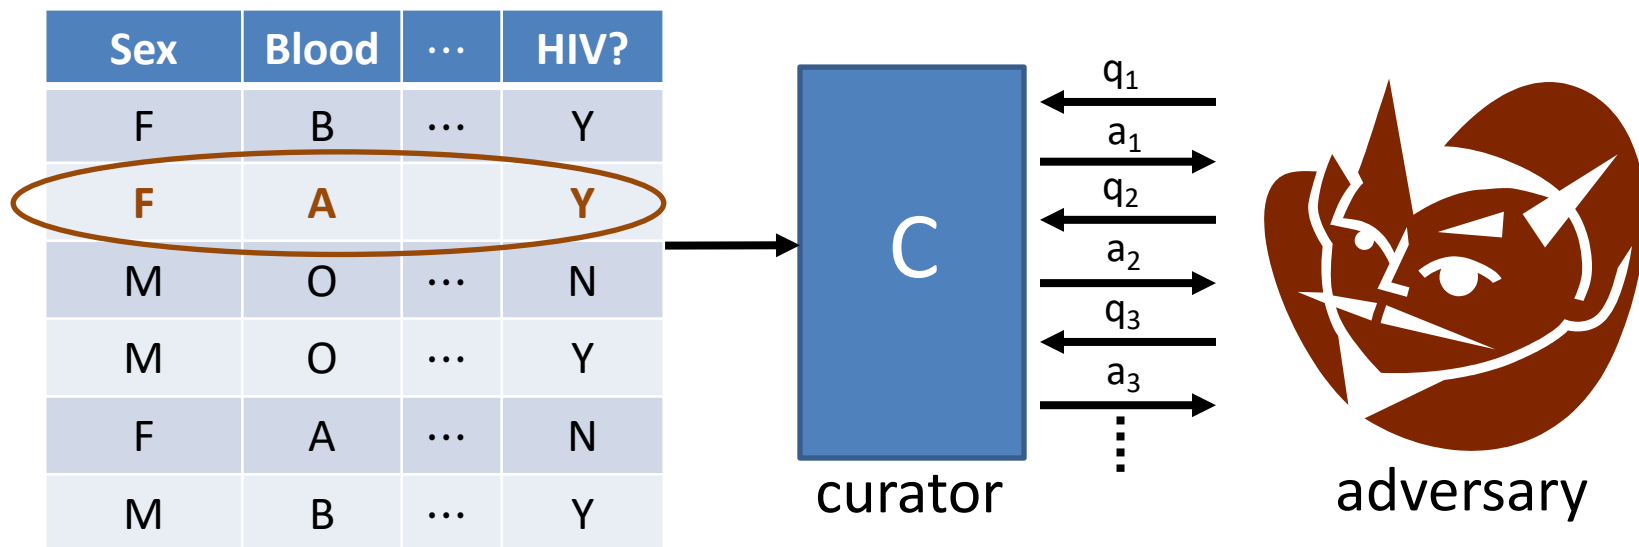 Sex Blood ⋯ HIV?
F B ⋯ Y
F A Y
M O ⋯ N
M O ⋯ Y
F A ⋯ N
M B ⋯ Y
C
curator
q₁
a₁
q₂
a₂
q₃
a₃
adversary